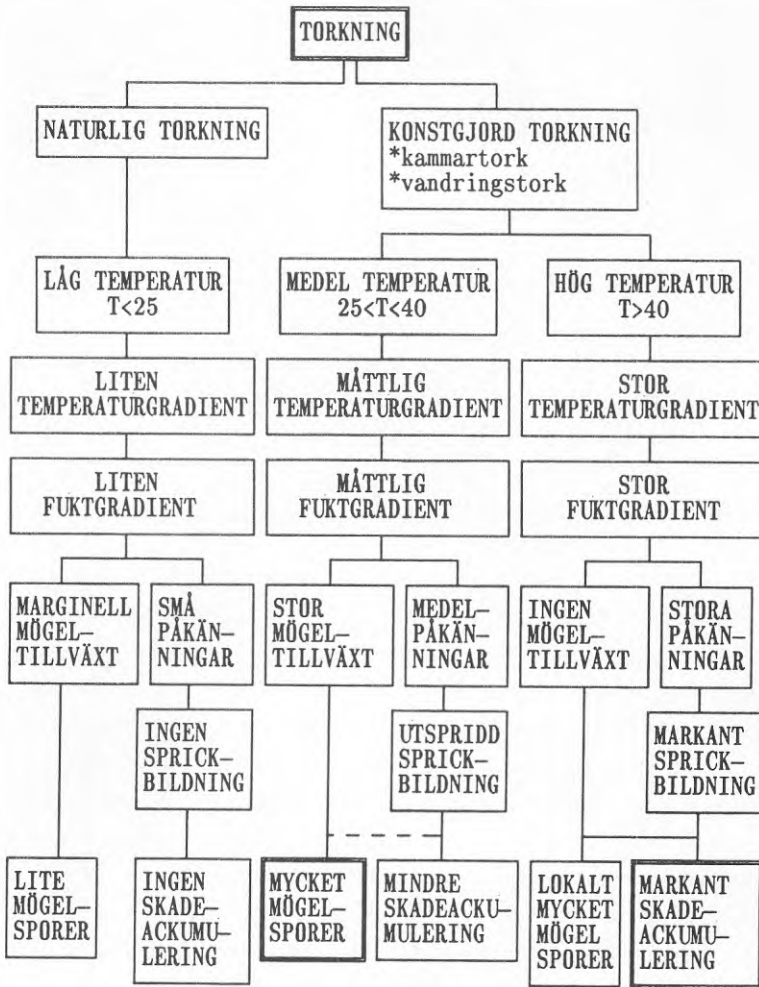 TORKNING
NATURLIG TORKNING
KONSTGJORD TORKNING
*kammartork
*vandringstork
LÅG TEMPERATUR
T<25
MEDEL TEMPERATUR
25<T<40
HÖG TEMPERATUR
T>40
LITEN
TEMPERATURGRADIENT
MÅTTLIG
TEMPERATURGRADIENT
STOR
TEMPERATURGRADIENT
LITEN
FUKTGRADIENT
MÅTTLIG
FUKTGRADIENT
STOR
FUKTGRADIENT
MARGINELL
MÖGEL-
TILLVÄXT
SMÅ
PÅKÄN-
NINGAR
STOR
MÖGEL-
TILLVÄXT
MEDEL-
PÅKÄN-
NINGAR
INGEN
MÖGEL-
TILLVÄXT
STORA
PÅKÄN-
NINGAR
INGEN
SPRICK-
BILDNING
UTSPRIDD
SPRICK-
BILDNING
MARKANT
SPRICK-
BILDNING
LITE
MÖGEL-
SPORER
INGEN
SKADE-
ACKUMU-
LERING
MYCKET
MÖGEL-
SPORER
MINDRE
SKADEACKU-
MULERING
LOKALT
MYCKET
MÖGEL
SPORER
MARKANT
SKADE-
ACKUMU-
LERING